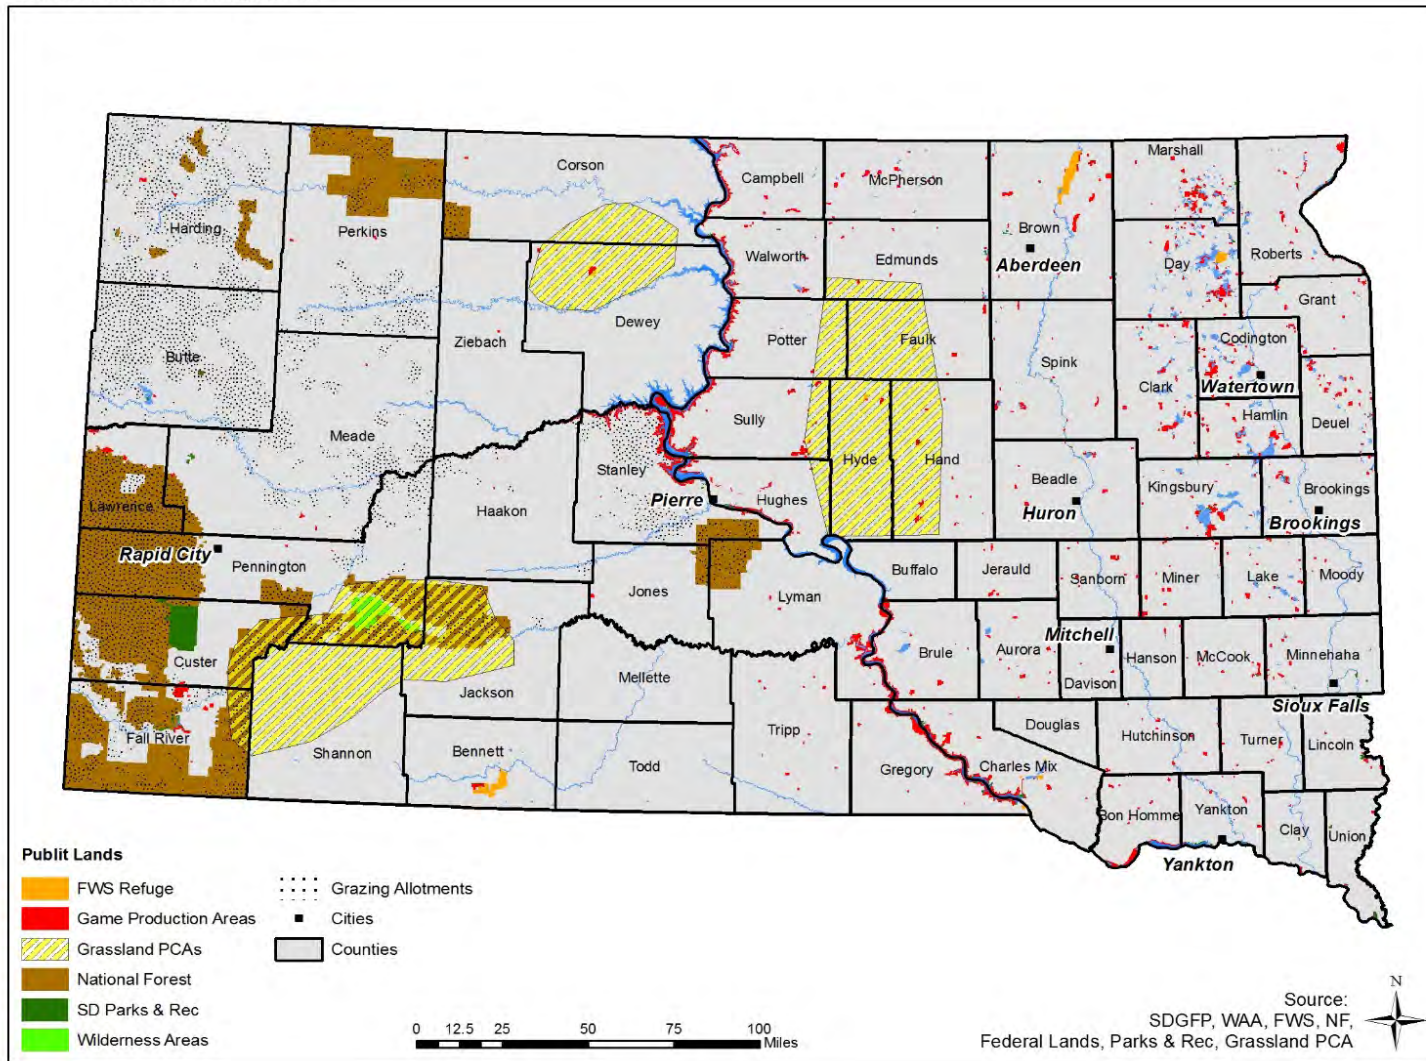 Corson
Campbell
McPherson
Marshall
Harding
Perkins
Brown
Walworth
Edmunds
Day
Roberts
Aberdeen
Grant
Dewey
Ziebach
Potter
Faulk
Codington
Butte
Spink
Clark
Watertown
Hamlin
Sully
Deuel
Meade
Hyde
Hand
Stanley
Beadle
Kingsbury
Brookings
Lawrence
Haakon
Pierre
Hughes
Huron
Brookings
Rapid City
Pennington
Buffalo
Jerauld
Sanborn
Miner
Lake
Moody
Jones
Lyman
Mitchell
Custer
Brule
Aurora
Hanson
McCook
Minnehaha
Mellette
Davison
Jackson
Sioux Falls
Fall River
Shannon
Bennett
Todd
Tripp
Gregory
Charles Mix
Douglas
Hutchinson
Turner
Lincoln
Bon Homme
Yankton
Clay
Union
Yankton
Publit Lands
FWS Refuge
Game Production Areas
Grassland PCAs
National Forest
SD Parks & Rec
Wilderness Areas
Grazing Allotments
Cities
Counties
0 12.5 25 50 75 100
Miles
N
Source:
SDGFP, WAA, FWS, NF,
Federal Lands, Parks & Rec, Grassland PCA